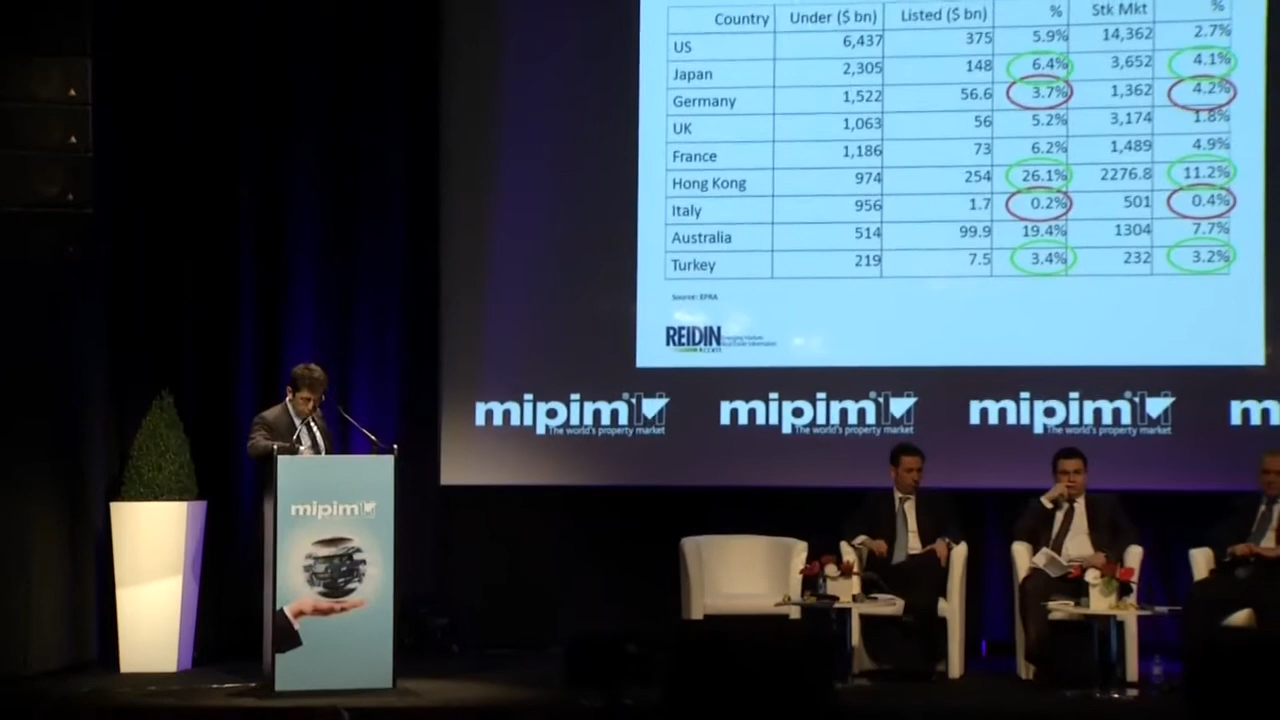 Country Under ($ bn) Listed ($ bn) % Stk Mkt %
US 6,437 375 5.9% 14,362 2.7%
Japan 2,305 148 6.4% 3,652 4.1%
Germany 1,522 56.6 3.7% 1,362 4.2%
UK 1,063 56 5.2% 3,174 1.8%
France 1,186 73 6.2% 1,489 4.9%
Hong Kong 974 254 26.1% 2276.8 11.2%
Italy 956 1.7 0.2% 501 0.4%
Australia 514 99.9 19.4% 1304 7.7%
Turkey 219 7.5 3.4% 232 3.2%
Source: EPRA
REIDIN
.com
mipim mipim mipim m
The world's property market The world's property market The world's property market
mipim